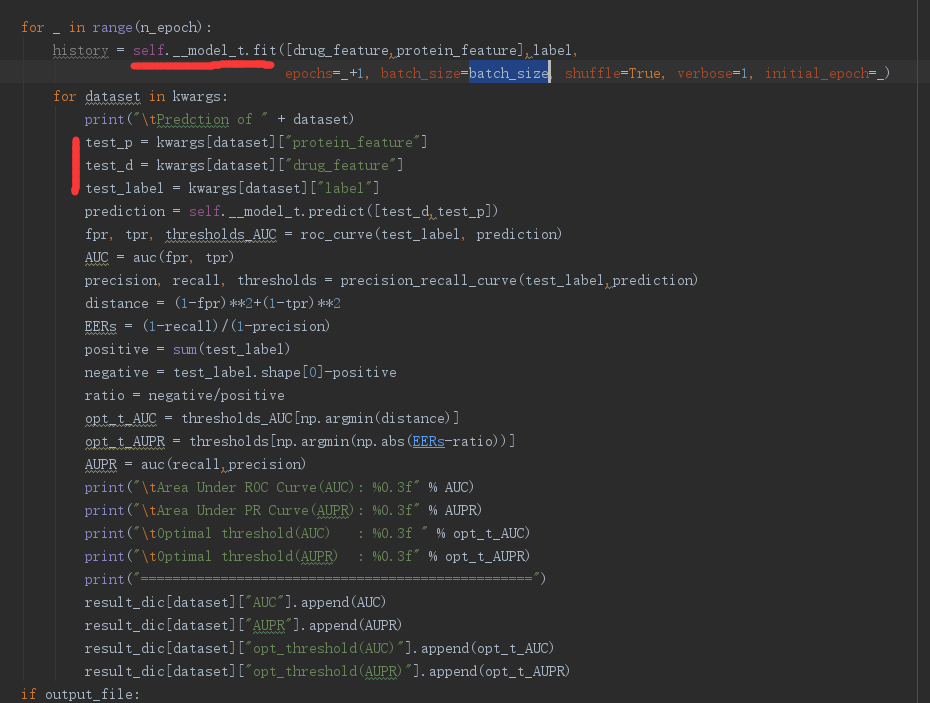 for _ in range(n_epoch):
    history = self.__model_t.fit([drug_feature,protein_feature],label,
                                 epochs=_+1, batch_size=batch_size, shuffle=True, verbose=1, initial_epoch=_)
    for dataset in kwargs:
        print("\tPredction of " + dataset)
        test_p = kwargs[dataset]["protein_feature"]
        test_d = kwargs[dataset]["drug_feature"]
        test_label = kwargs[dataset]["label"]
        prediction = self.__model_t.predict([test_d,test_p])
        fpr, tpr, thresholds_AUC = roc_curve(test_label, prediction)
        AUC = auc(fpr, tpr)
        precision, recall, thresholds = precision_recall_curve(test_label,prediction)
        distance = (1-fpr)**2+(1-tpr)**2
        EERs = (1-recall)/(1-precision)
        positive = sum(test_label)
        negative = test_label.shape[0]-positive
        ratio = negative/positive
        opt_t_AUC = thresholds_AUC[np.argmin(distance)]
        opt_t_AUPR = thresholds[np.argmin(np.abs(EERs-ratio))]
        AUPR = auc(recall,precision)
        print("\tArea Under ROC Curve(AUC): %0.3f" % AUC)
        print("\tArea Under PR Curve(AUPR): %0.3f" % AUPR)
        print("\tOptimal threshold(AUC)   : %0.3f " % opt_t_AUC)
        print("\tOptimal threshold(AUPR)  : %0.3f" % opt_t_AUPR)
        print("=================================================")
        result_dic[dataset]["AUC"].append(AUC)
        result_dic[dataset]["AUPR"].append(AUPR)
        result_dic[dataset]["opt_threshold(AUC)"].append(opt_t_AUC)
        result_dic[dataset]["opt_threshold(AUPR)"].append(opt_t_AUPR)
if output_file: